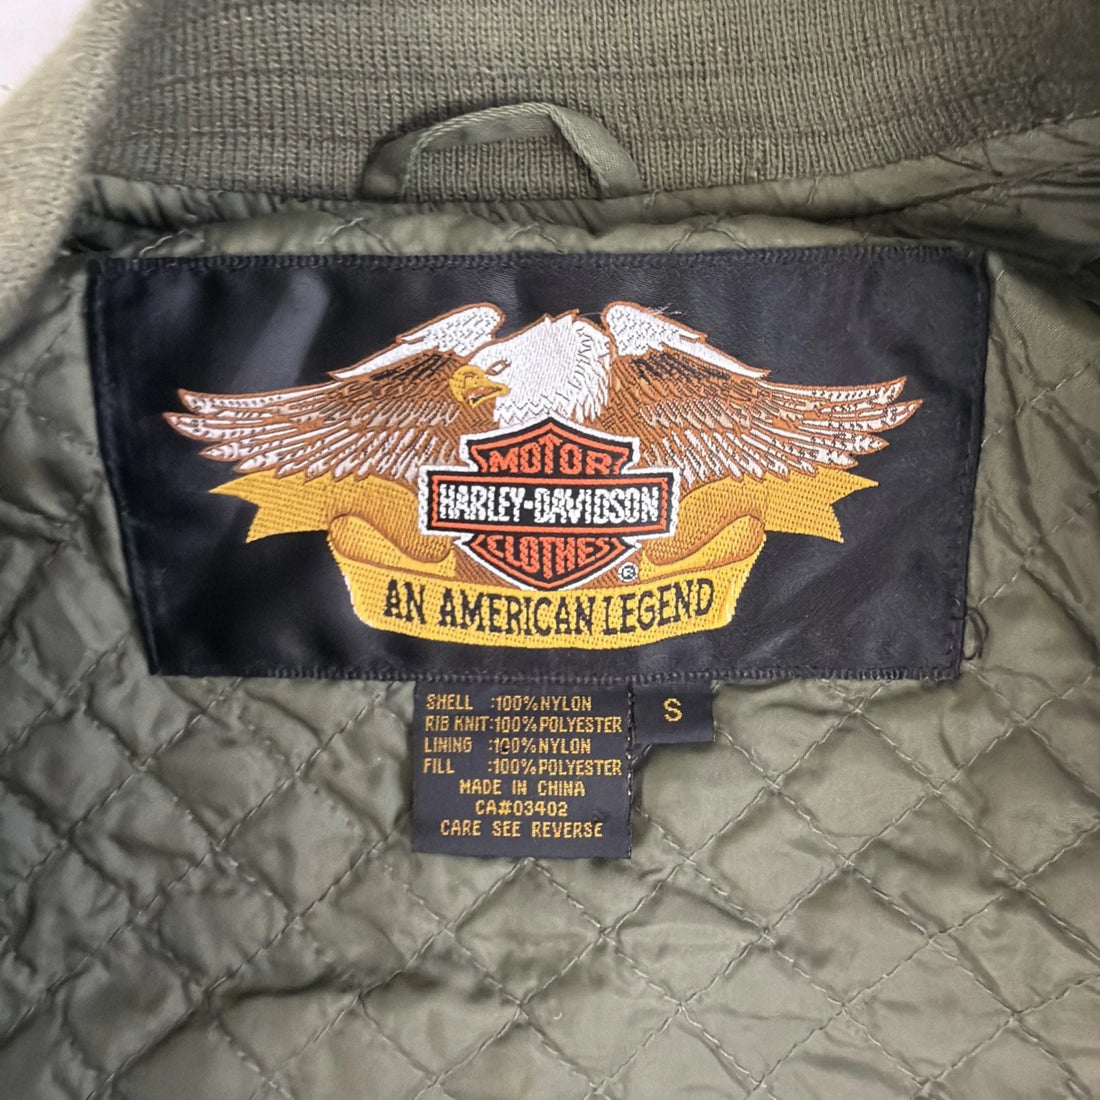 MOTOR
HARLEY-DAVIDSON
CLOTHES
®
AN AMERICAN LEGEND
SHELL :100% NYLON
RIB KNIT:100% POLYESTER
LINING :100% NYLON
FILL :100% POLYESTER
MADE IN CHINA
CA#03402
CARE SEE REVERSE
S